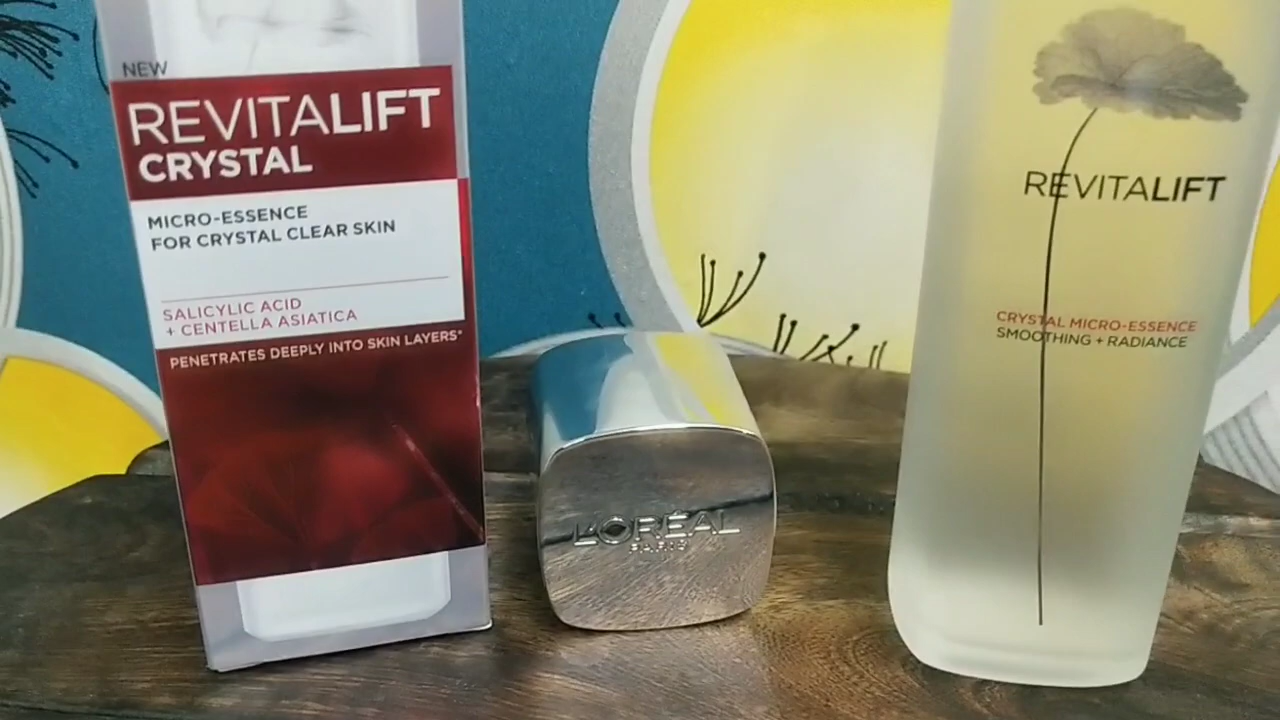 NEW
REVITALIFT
CRYSTAL
MICRO-ESSENCE
FOR CRYSTAL CLEAR SKIN
SALICYLIC ACID
+ CENTELLA ASIATICA
PENETRATES DEEPLY INTO SKIN LAYERS*
L'ORÉAL
PARIS
REVITALIFT
CRYSTAL MICRO-ESSENCE
SMOOTHING + RADIANCE